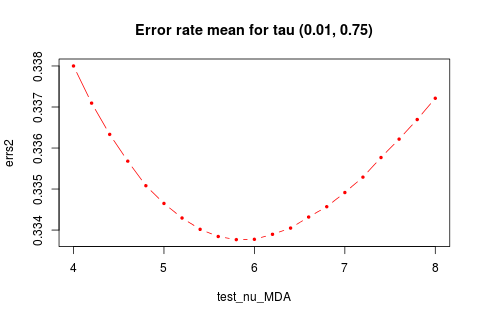 Error rate mean for tau (0.01, 0.75)
errs2
0.338
0.337
0.336
0.335
0.334
4 5 6 7 8
test_nu_MDA